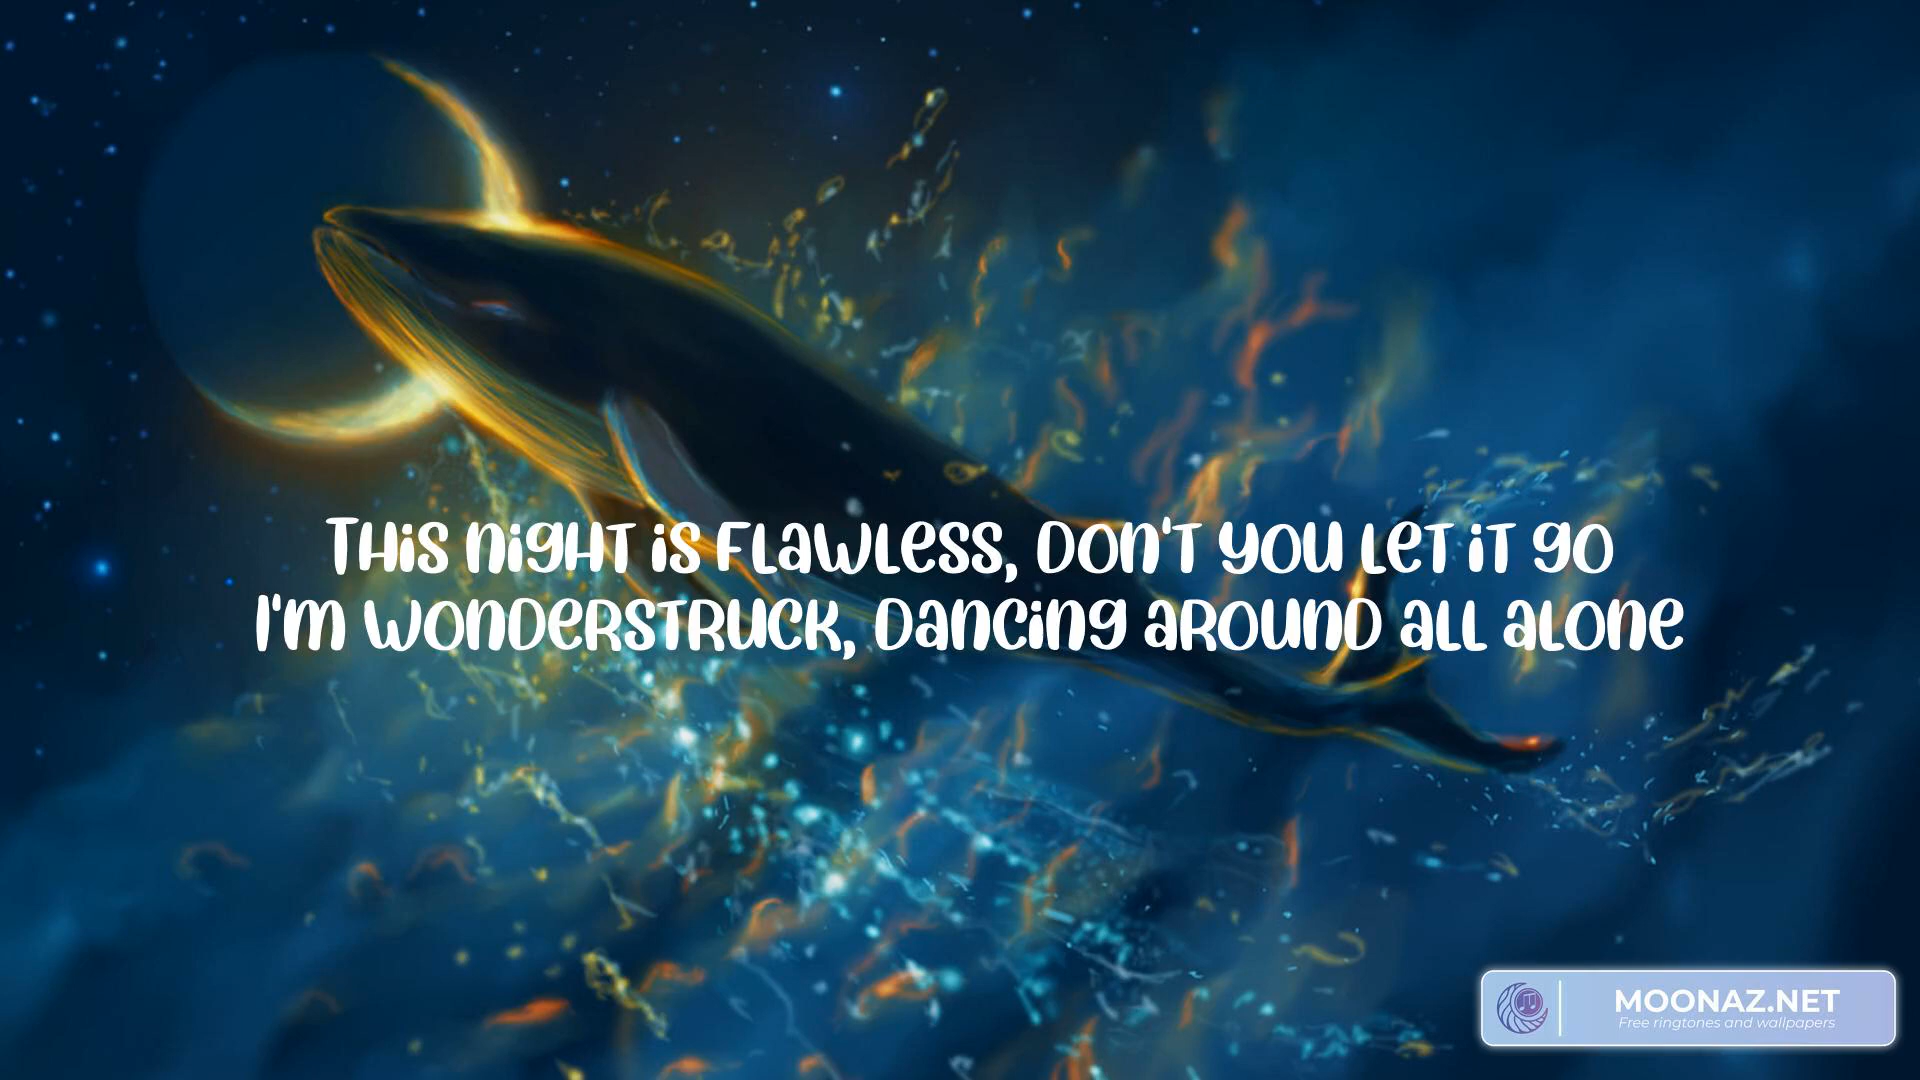 This night is flawless, don't you let it go
I'm wonderstruck, dancing around all alone
MOONAZ.NET
Free ringtones and wallpapers